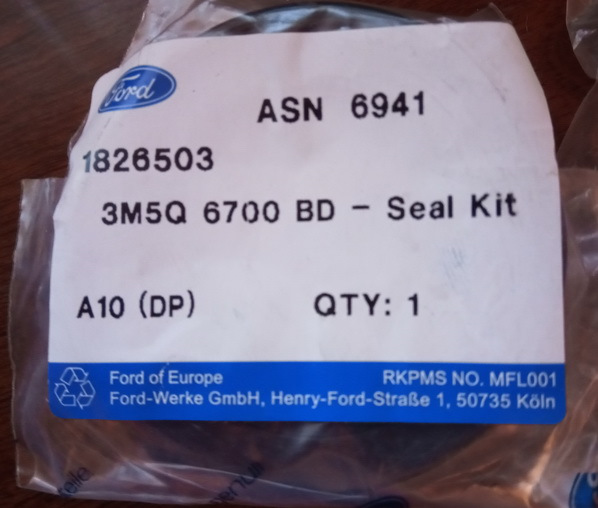 Ford
ASN 6941
1826503
3M5Q 6700 BD - Seal Kit
A10 (DP)
QTY: 1
Ford of Europe
RKPMS NO. MFL001
Ford-Werke GmbH, Henry-Ford-Straße 1, 50735 Köln